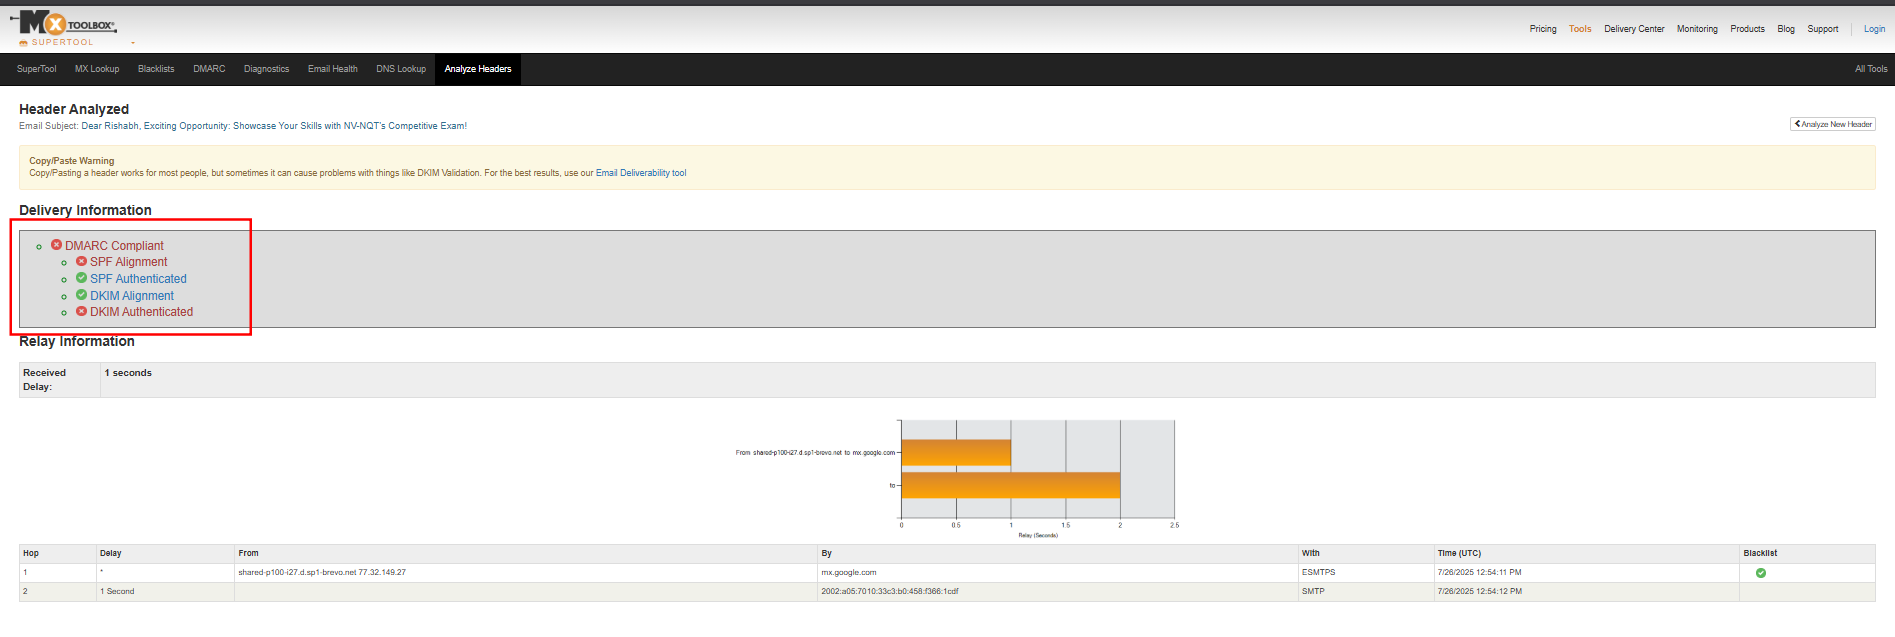 Mx TOOLBOX®
SUPERTOOL
Pricing Tools Delivery Center Monitoring Products Blog Support Login
SuperTool MX Lookup Blacklists DMARC Diagnostics Email Health DNS Lookup Analyze Headers All Tools
Header Analyzed
Email Subject: Dear Rishabh, Exciting Opportunity: Showcase Your Skills with NV-NQT's Competitive Exam!
Analyze New Header
Copy/Paste Warning
Copy/Pasting a header works for most people, but sometimes it can cause problems with things like DKIM Validation. For the best results, use our Email Deliverability tool
Delivery Information
DMARC Compliant
SPF Alignment
SPF Authenticated
DKIM Alignment
DKIM Authenticated
Relay Information
Received Delay: 1 seconds
From shared-p100-i27.d.sp1-brevo.net to mx.google.com
to
0 0.5 1 1.5 2 2.5
Relay (Seconds)
Hop Delay From By With Time (UTC) Blacklist
1 * shared-p100-i27.d.sp1-brevo.net 77.32.149.27 mx.google.com ESMTPS 7/26/2025 12:54:11 PM
2 1 Second 2002:a05:7010:33c3:b0:458:f366:1cdf SMTP 7/26/2025 12:54:12 PM